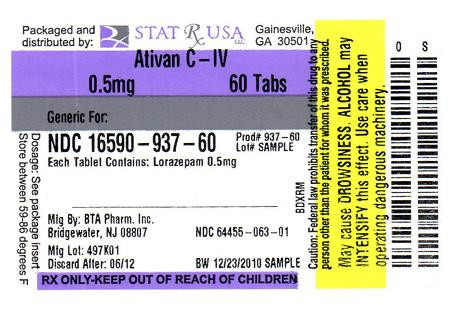 Packaged and
distributed by:
STAT Rx USA LLC
Gainesville,
GA 30501
Ativan C-IV
0.5mg 60 Tabs
Generic For:
NDC 16590-937-60
Prod# 937-60
Lot# SAMPLE
Each Tablet Contains: Lorazepam 0.5mg
Mfg By: BTA Pharm. Inc.
Bridgewater, NJ 08807
NDC 64455-063-01
Mfg Lot: 497K01
Discard After: 06/12
BW 12/23/2010 SAMPLE
RX ONLY-KEEP OUT OF REACH OF CHILDREN
Dosage: See package insert
Store between 59-86 degrees F
BDXRM
Caution: Federal law prohibits transfer of this drug to any
person other than the patient for whom it was prescribed.
May cause DROWSINESS. ALCOHOL may
INTENSIFY this effect. Use care when
operating dangerous machinery.
O S